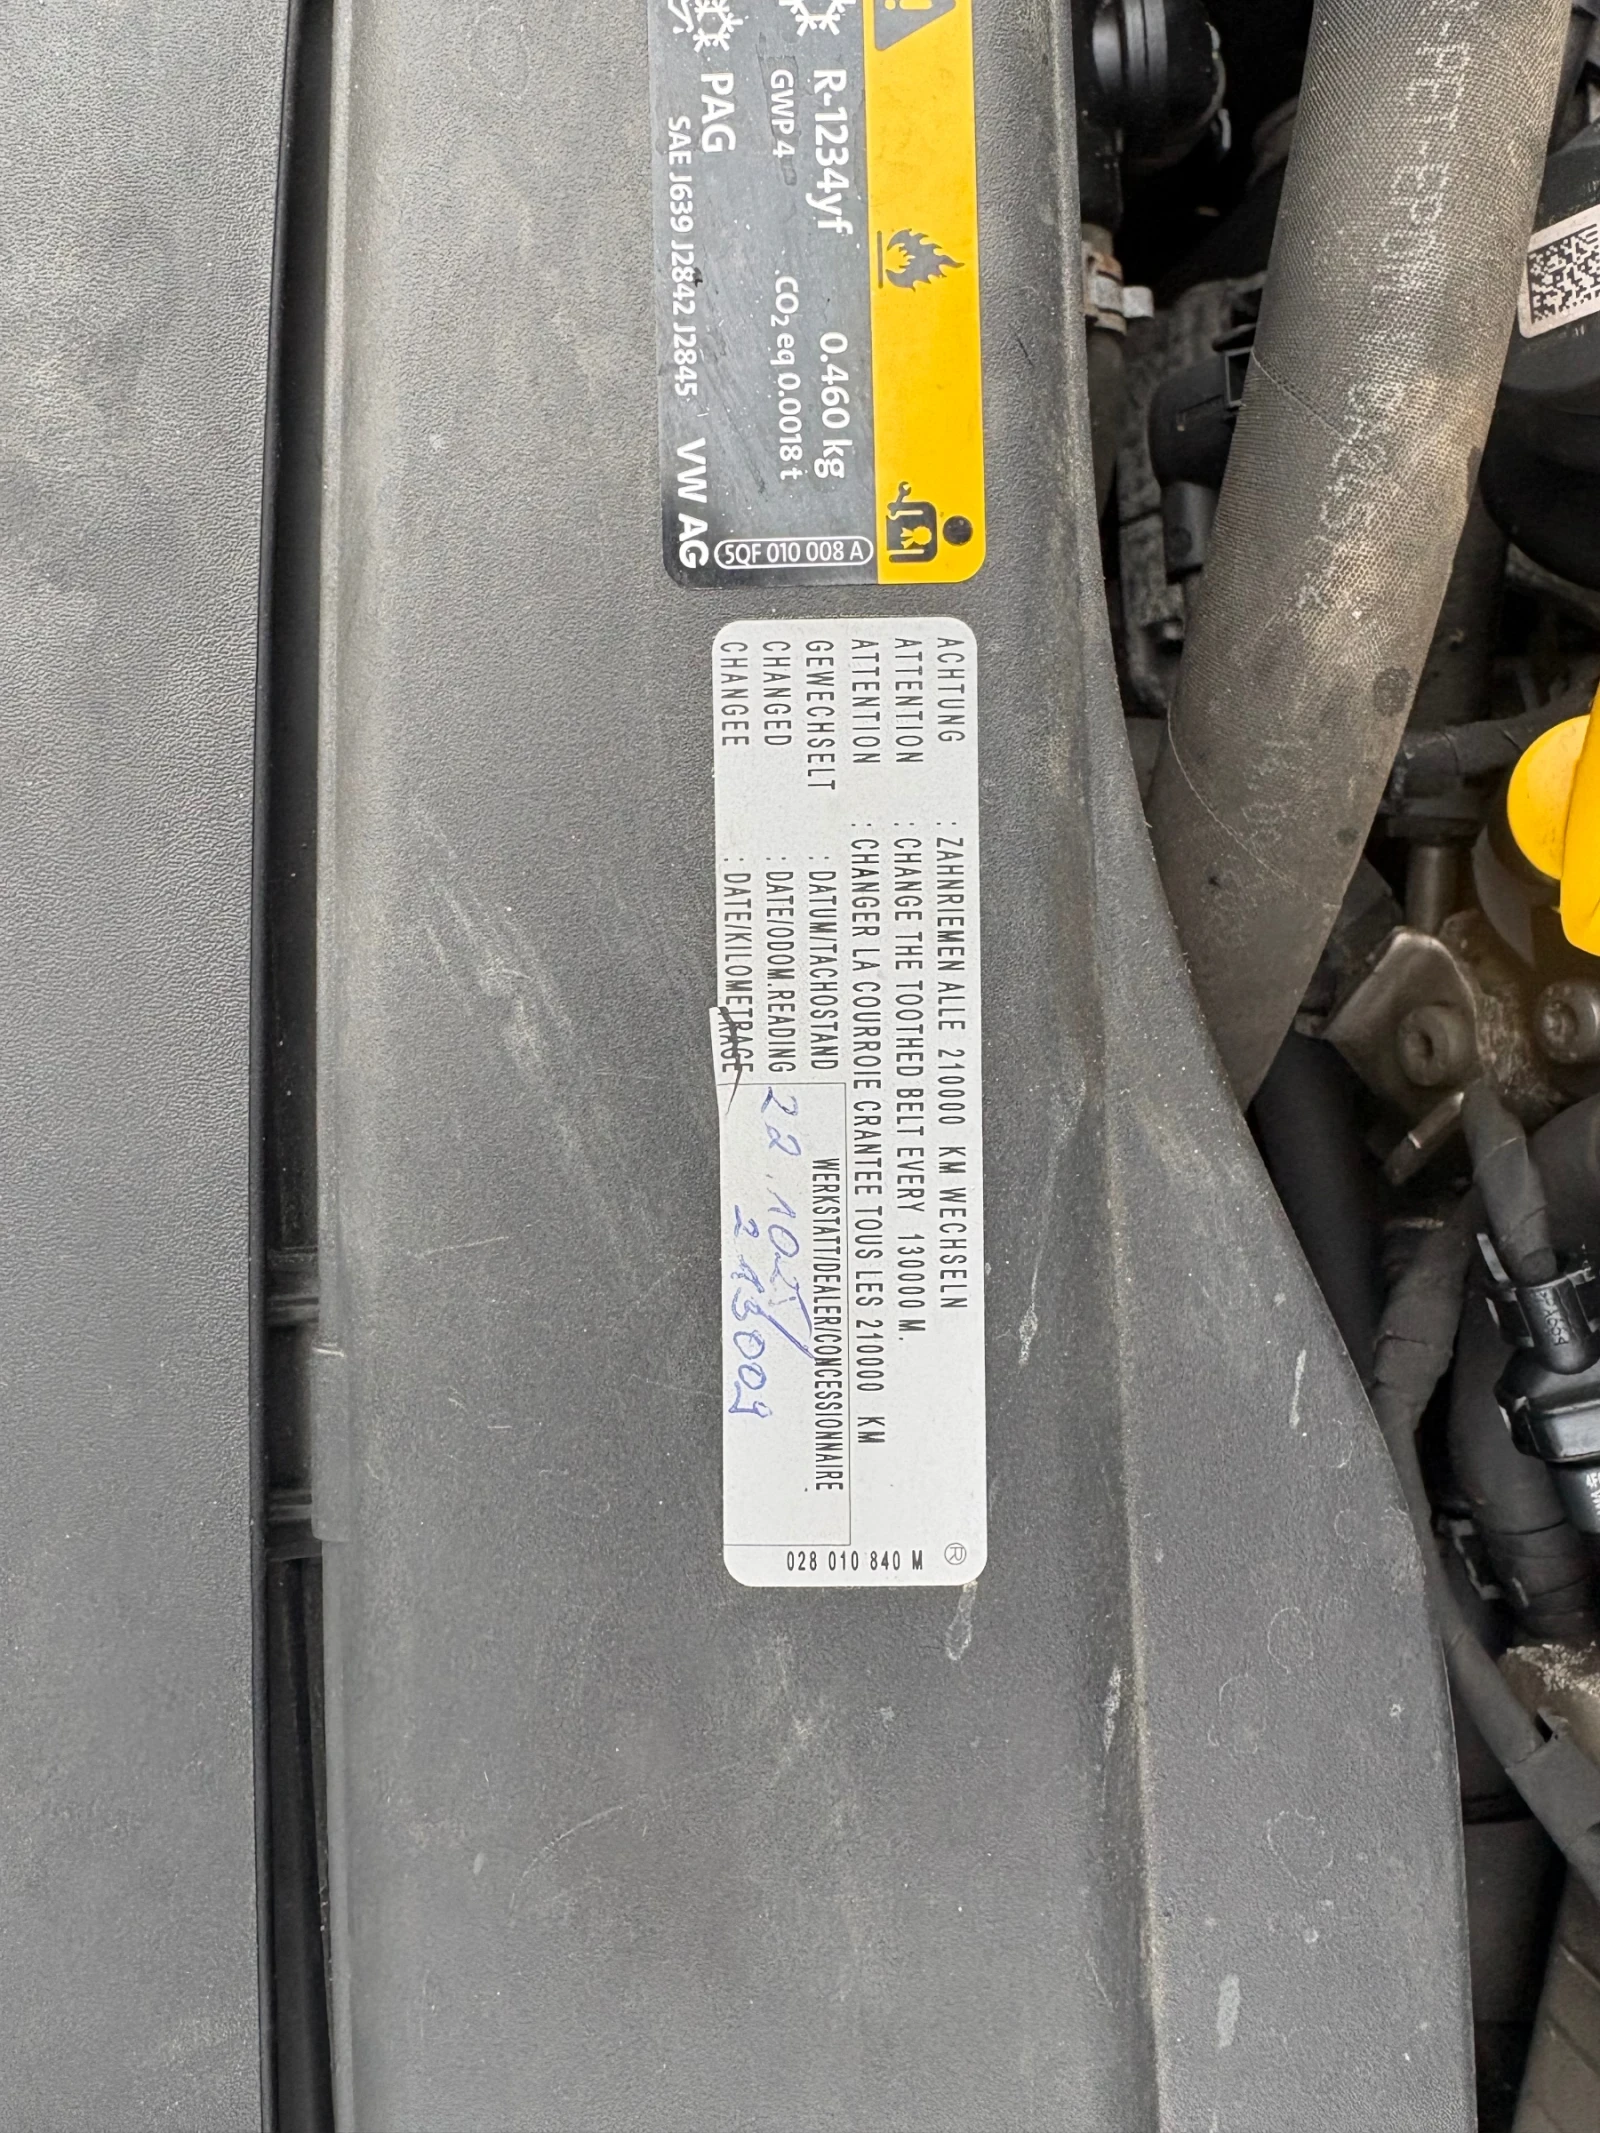 R-1234yf 0.460 kg
GWP 4 CO₂ eq 0.0018 t
PAG
SAE J639 J2842 J2845 VW AG
5QF 010 008 A
ACHTUNG : ZAHNRIEMEN ALLE 210000 KM WECHSELN
ATTENTION : CHANGE THE TOOTHED BELT EVERY 130000 M.
ATTENTION : CHANGER LA COURROIE CRANTEE TOUS LES 210000 KM
GEWECHSELT : DATUM/TACHOSTAND
CHANGED : DATE/ODOM.READING
CHANGEE : DATE/KILOMETRAGE
WERKSTATT/DEALER/CONCESSIONNAIRE
22.10
213009
028 010 840 M
®